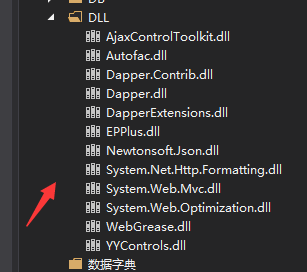 DB
DLL
AjaxControlToolkit.dll
Autofac.dll
Dapper.Contrib.dll
Dapper.dll
DapperExtensions.dll
EPPlus.dll
Newtonsoft.Json.dll
System.Net.Http.Formatting.dll
System.Web.Mvc.dll
System.Web.Optimization.dll
WebGrease.dll
YYControls.dll
数据字典